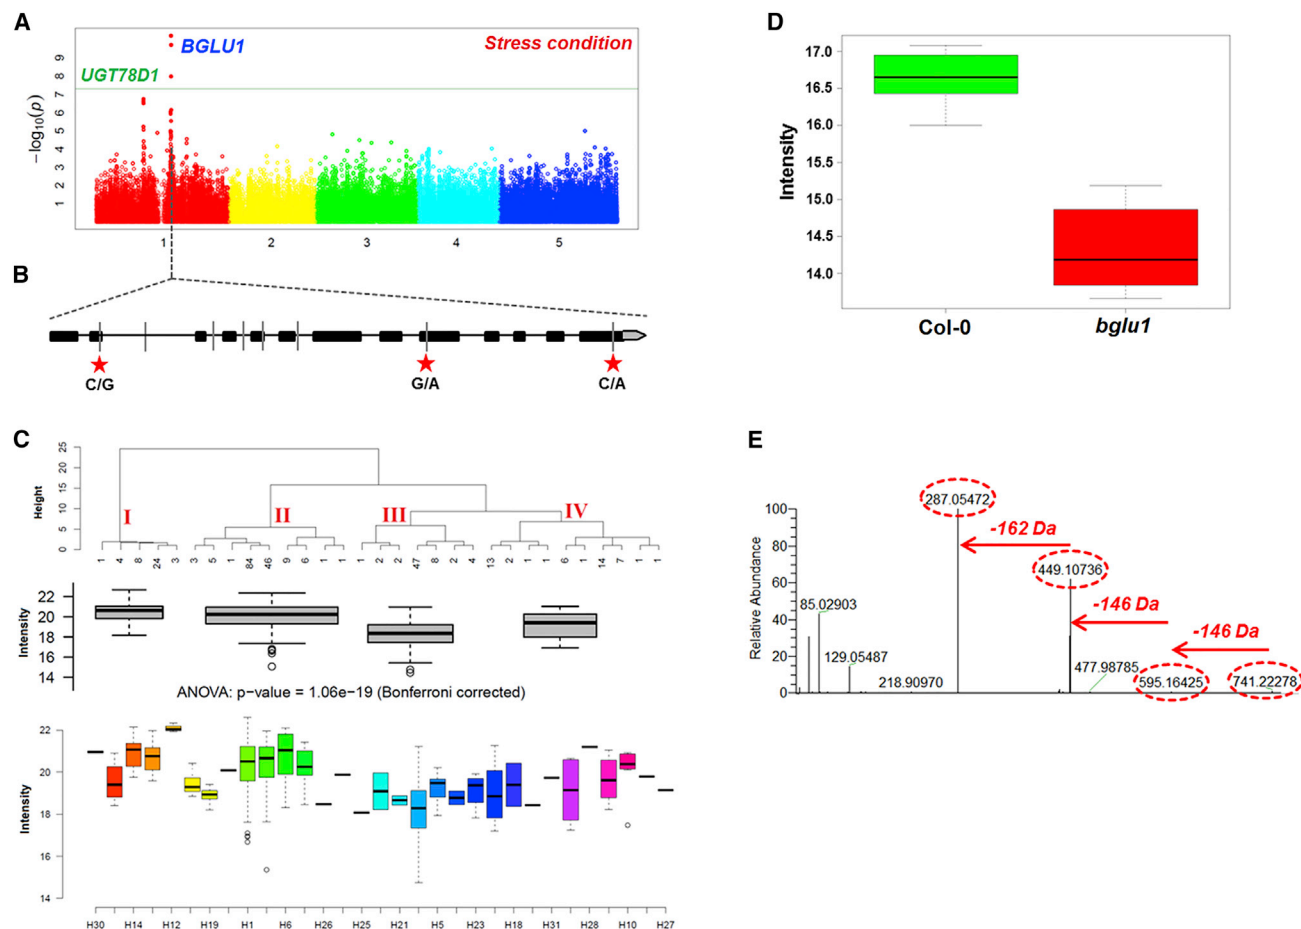 A
BGLU1
Stress condition
UGT78D1
−log10(p)
1 2 3 4 5 6 7 8 9
1 2 3 4 5
B
C/G G/A C/A
C
Height
0 5 10 15 20 25
I II III IV
1 4 8 24 3 3 5 1 84 46 9 6 1 1 1 2 2 47 8 2 4 13 2 1 1 6 1 14 7 1 1
Intensity
22
20
18
16
14
ANOVA: p−value = 1.06e−19 (Bonferroni corrected)
Intensity
22
20
18
16
14
H30 H14 H12 H19 H1 H6 H26 H25 H21 H5 H23 H18 H31 H28 H10 H27
D
Intensity
17.0
16.5
16.0
15.5
15.0
14.5
14.0
Col-0 bglu1
E
Relative Abundance
100
80
60
40
20
0
287.05472
-162 Da
449.10736
-146 Da
-146 Da
85.02903
129.05487
218.90970
477.98785
595.16425
741.22278